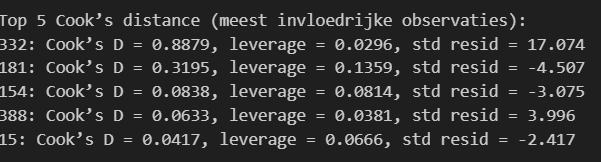 Top 5 Cook’s distance (meest invloedrijke observaties):
332: Cook’s D = 0.8879, leverage = 0.0296, std resid = 17.074
181: Cook’s D = 0.3195, leverage = 0.1359, std resid = -4.507
154: Cook’s D = 0.0838, leverage = 0.0814, std resid = -3.075
388: Cook’s D = 0.0633, leverage = 0.0381, std resid = 3.996
15: Cook’s D = 0.0417, leverage = 0.0666, std resid = -2.417